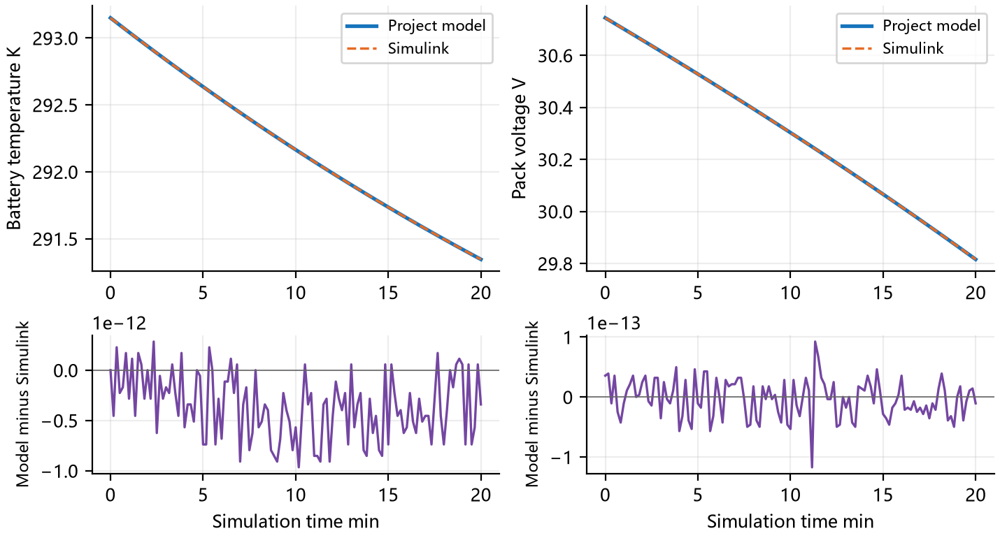 Battery temperature K
293.0
292.5
292.0
291.5
Project model
Simulink
0 5 10 15 20
Pack voltage V
30.6
30.4
30.2
30.0
29.8
Project model
Simulink
0 5 10 15 20
Model minus Simulink
1e−12
0.0
−0.5
−1.0
0 5 10 15 20
Simulation time min
Model minus Simulink
1e−13
1
0
−1
0 5 10 15 20
Simulation time min